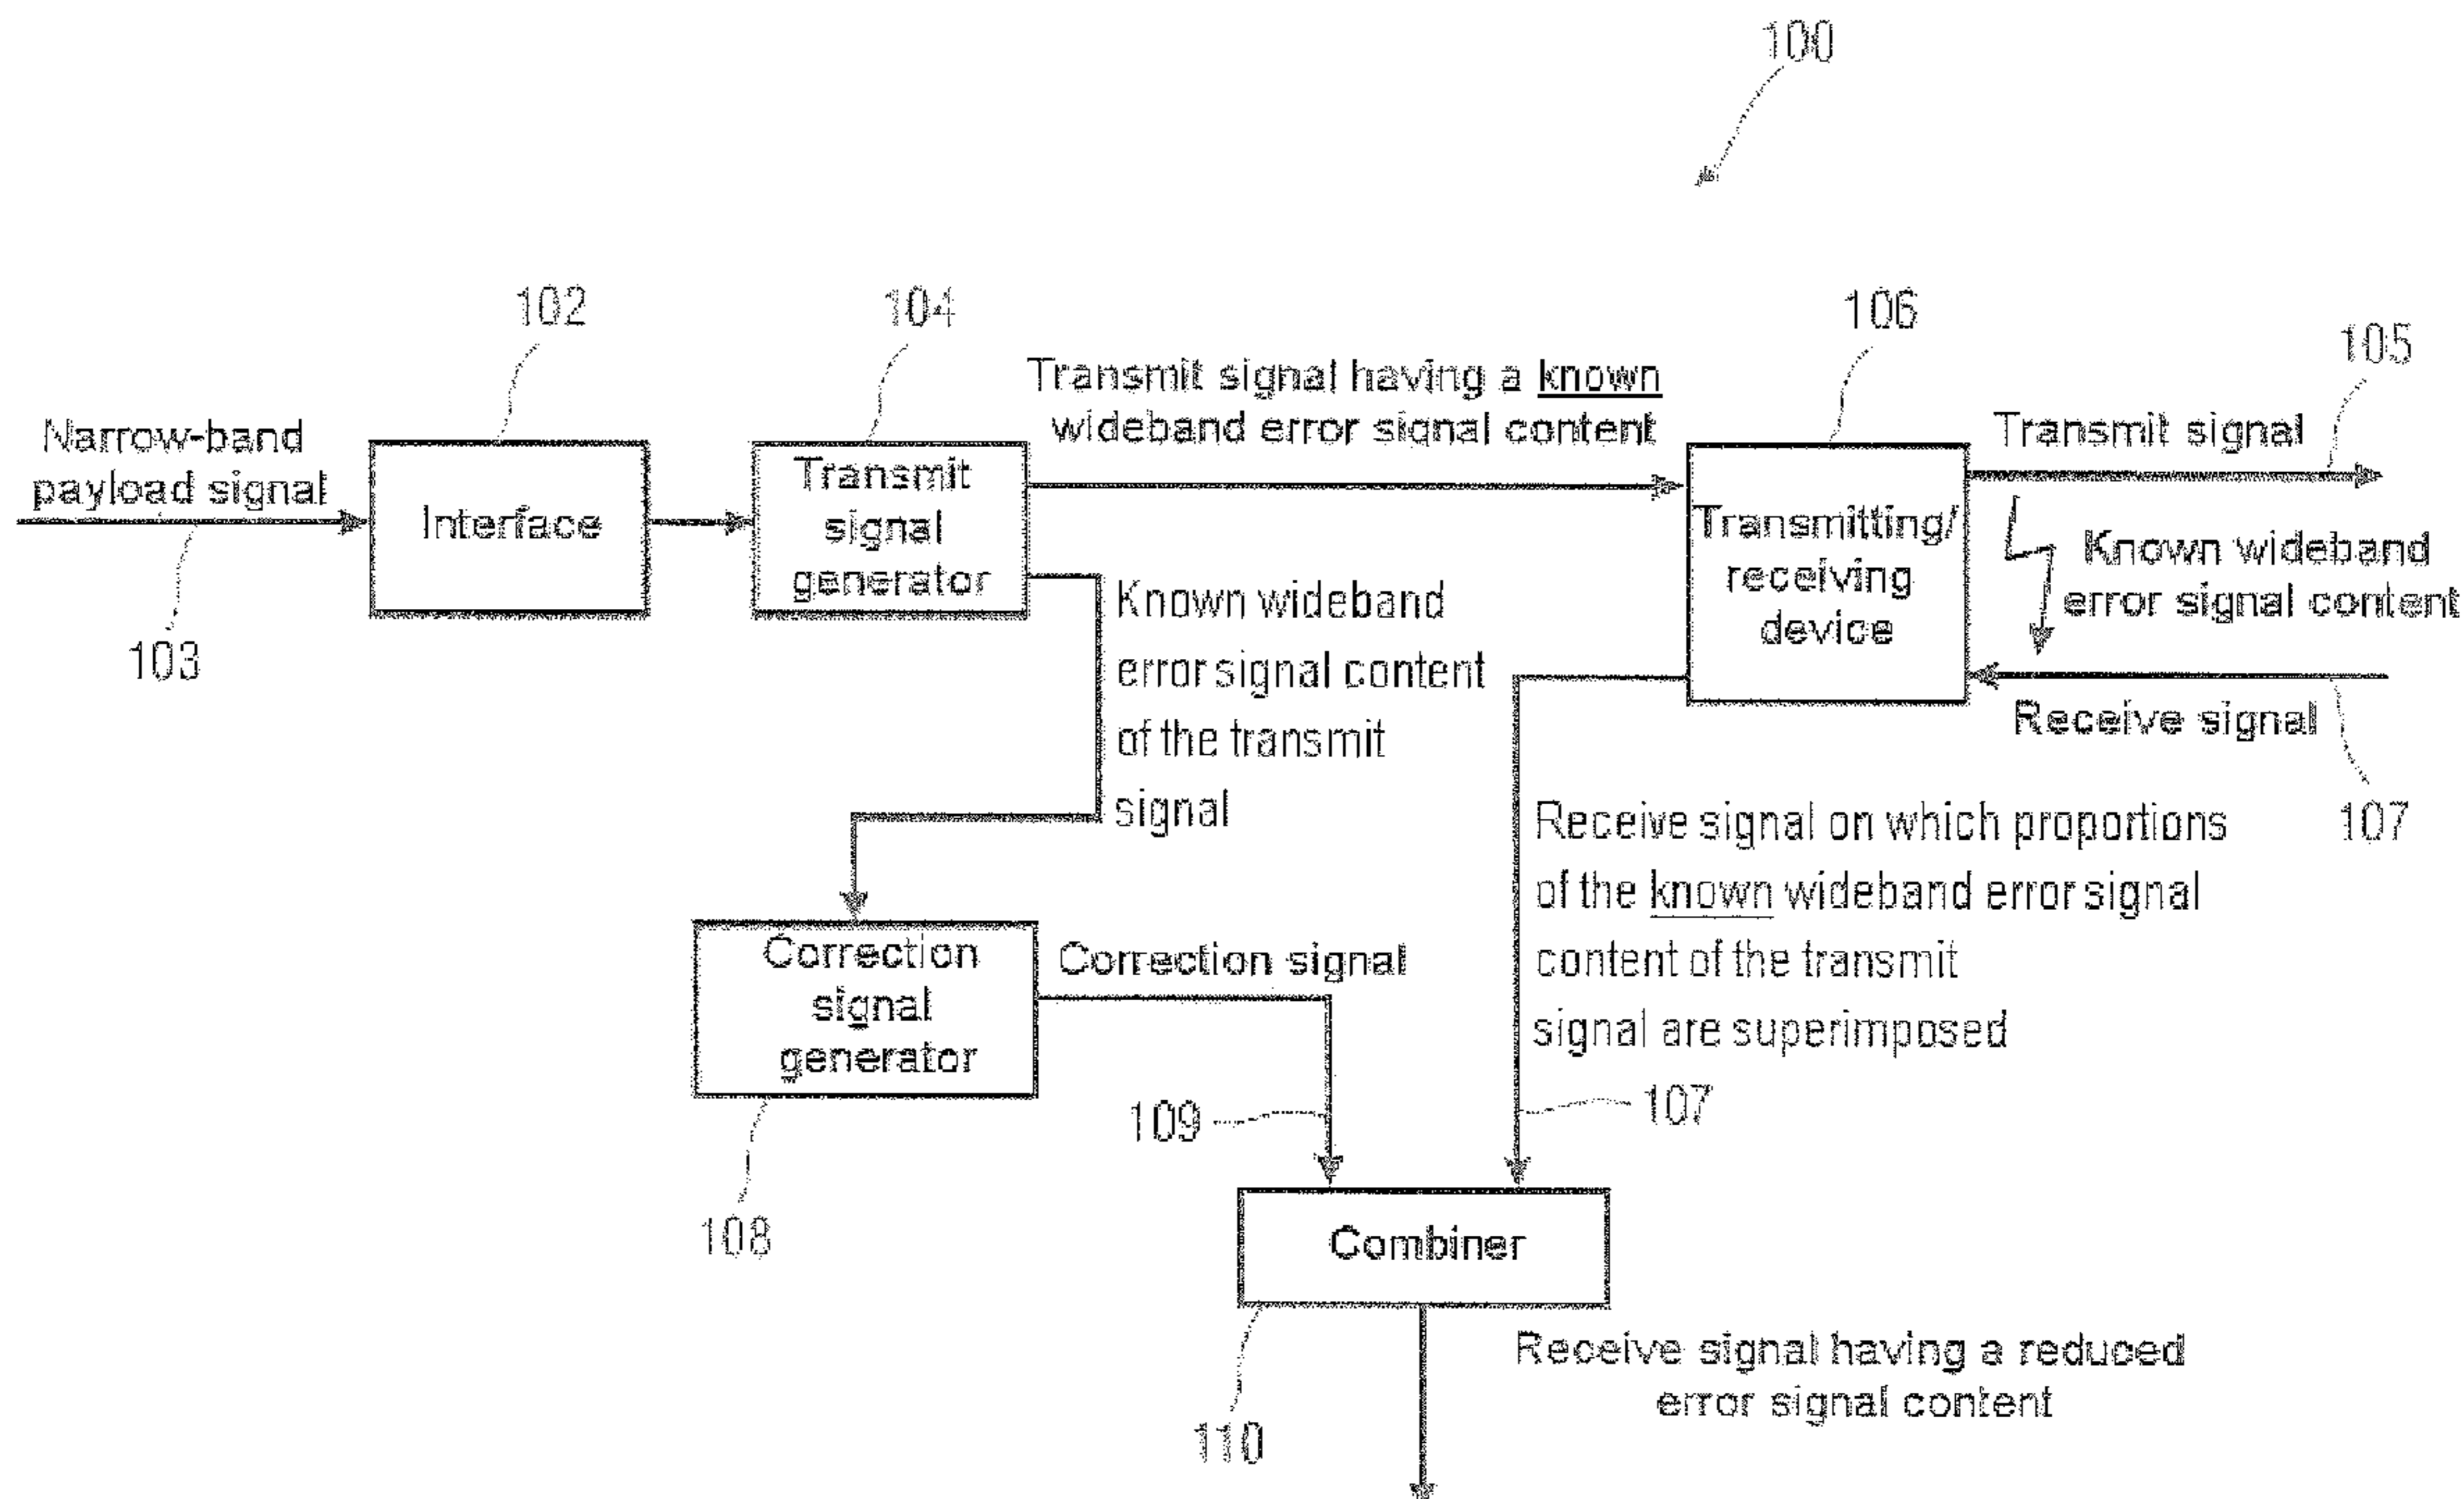 100
102
104
106
105
Narrow-band
payload signal
103
Interface
Transmit
signal
generator
Transmit signal having a known
wideband error signal content
Transmitting/
receiving
device
Transmit signal
Known wideband
error signal content
Receive signal
107
Known wideband
error signal content
of the transmit
signal
Receive signal on which proportions
of the known wideband error signal
content of the transmit
signal are superimposed
Correction
signal
generator
108
Correction signal
109
107
Combiner
110
Receive signal having a reduced
error signal content